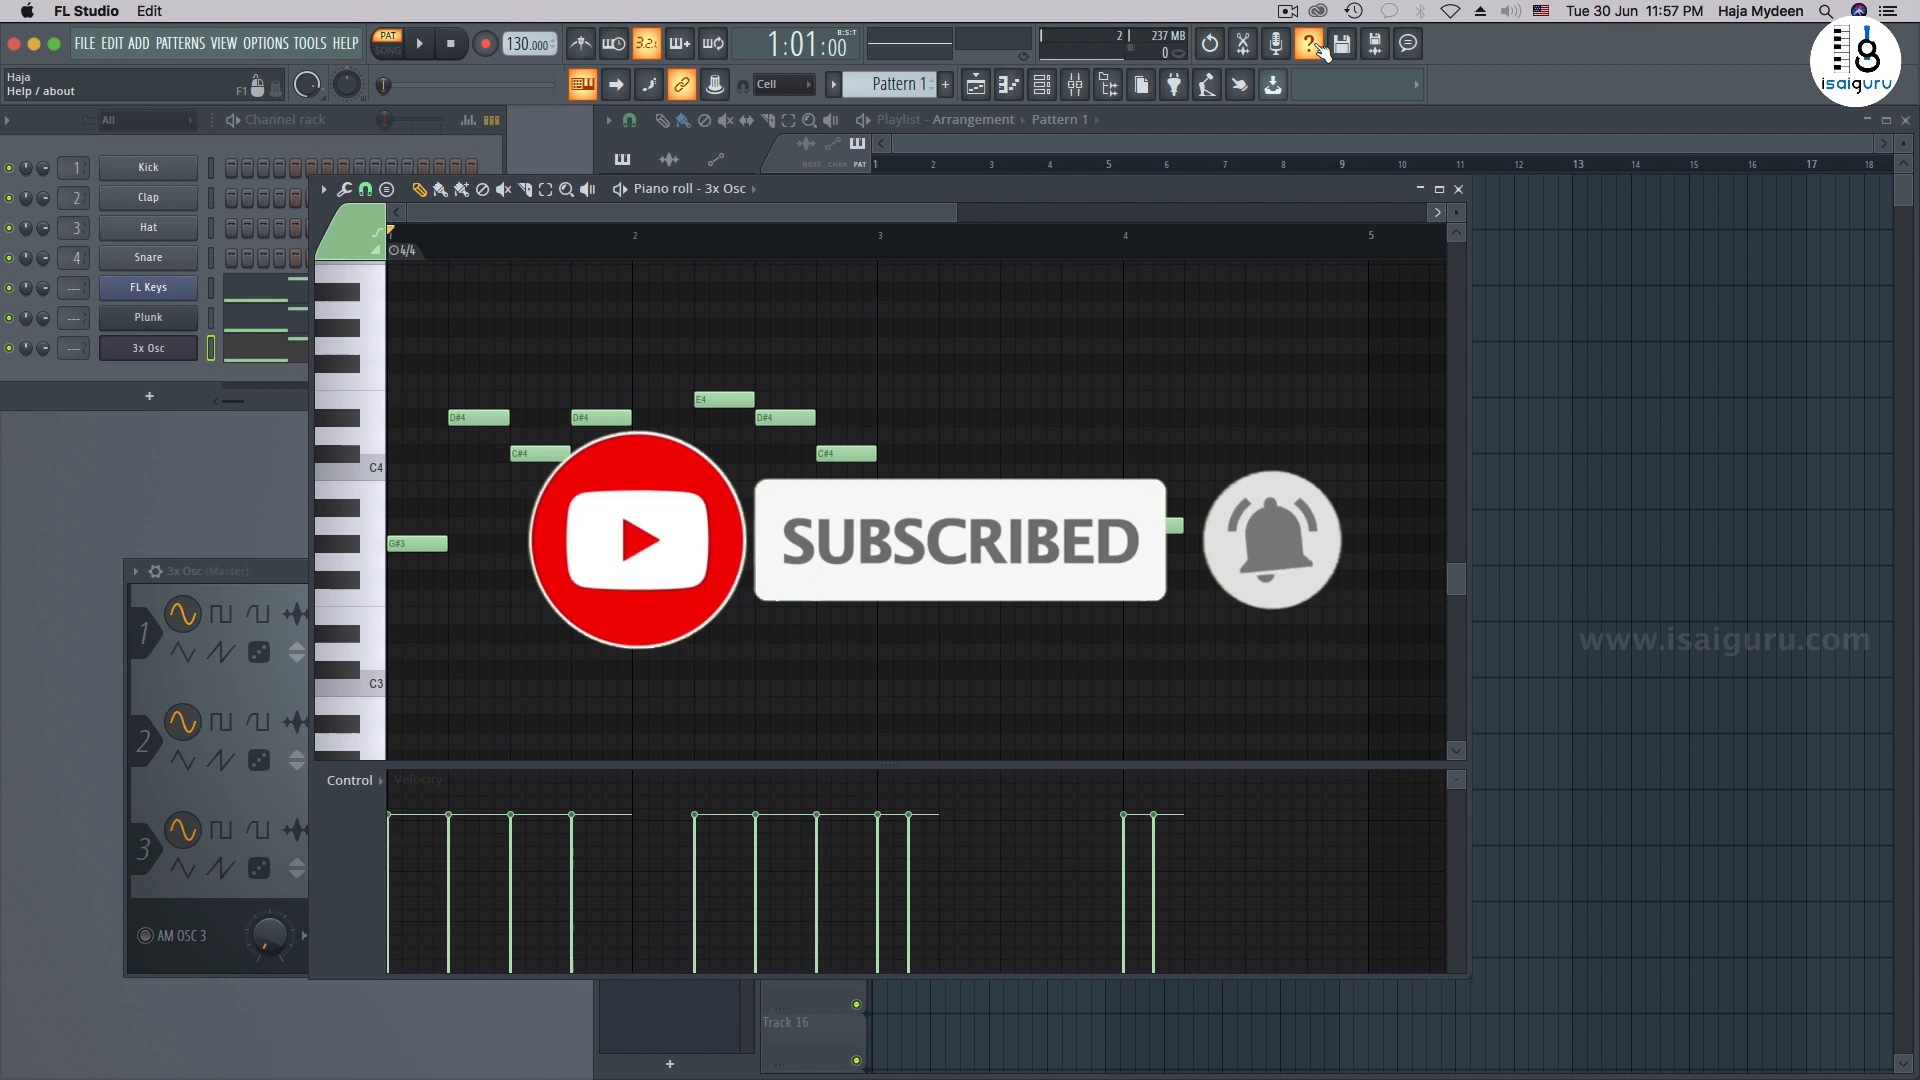 FL Studio Edit
Tue 30 Jun 11:57 PM Haja Mydeen
FILE EDIT ADD PATTERNS VIEW OPTIONS TOOLS HELP
PAT
SONG
130.000
3.2.
1:01:00
B:S:T
2
237 MB
0
?
isaiguru
Haja
Help / about
F1
Cell
Pattern 1
+
All
Channel rack
Playlist - Arrangement Pattern 1
NOTE CHAN PAT
1 2 3 4 5 6 7 8 9 10 11 12 13 14 15 16 17 18
1 Kick
2 Clap
3 Hat
4 Snare
--- FL Keys
--- Plunk
--- 3x Osc
+
Piano roll - 3x Osc
2 3 4 5
4/4
E4
D#4 D#4 D#4
C#4 C#4
C4
G#3
SUBSCRIBED
C3
www.isaiguru.com
3x Osc (Master)
1
2
3
AM OSC 3
Control Velocity
...
Track 16
...
+